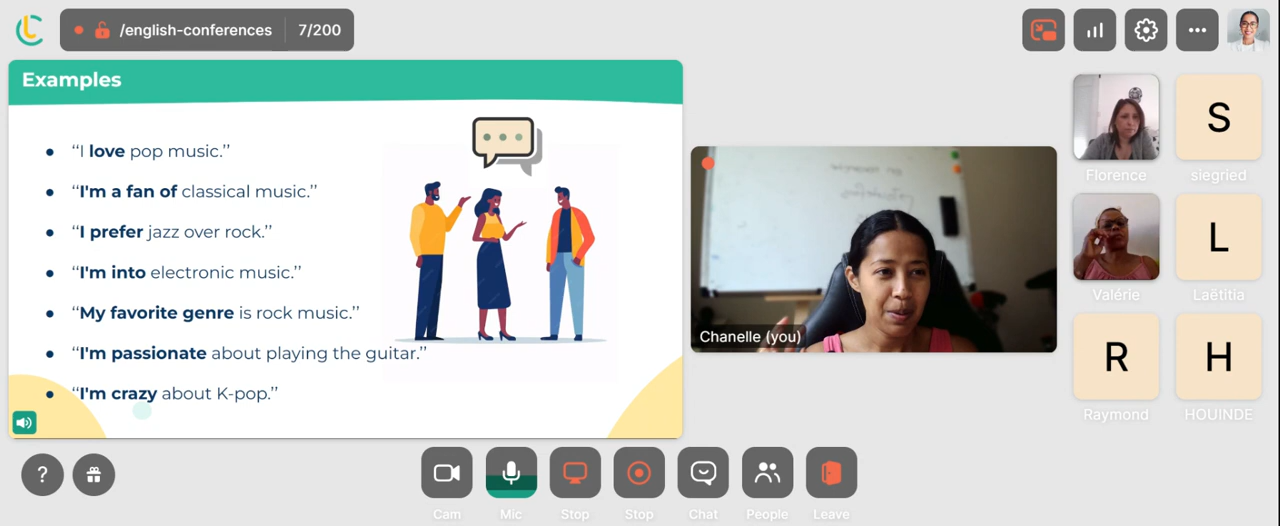 /english-conferences 7/200
Examples
“I love pop music.”
“I'm a fan of classical music.”
“I prefer jazz over rock.”
“I'm into electronic music.”
“My favorite genre is rock music.”
“I'm passionate about playing the guitar.”
“I'm crazy about K-pop.”
Chanelle (you)
Florence
S
siegried
Valérie
L
Laëtitia
R
Raymond
H
HOUINDE
?
Cam
Mic
Stop
Stop
Chat
People
Leave